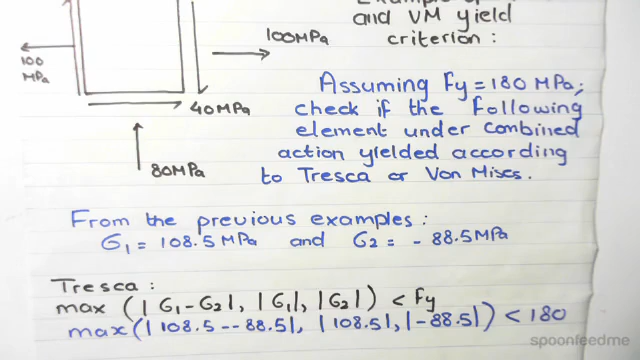 and VM yield
criterion:
100MPa
100
MPa
40MPa
80MPa
Assuming Fy = 180 MPa;
check if the following
element under combined
action yielded according
to Tresca or Von Mises.
From the previous examples:
σ1 = 108.5 MPa and σ2 = - 88.5MPa
Tresca:
max (|σ1-σ2|, |σ1|, |σ2|) < Fy
max(|108.5--88.5|, |108.5|, |-88.5|) < 180
spoonfeedme